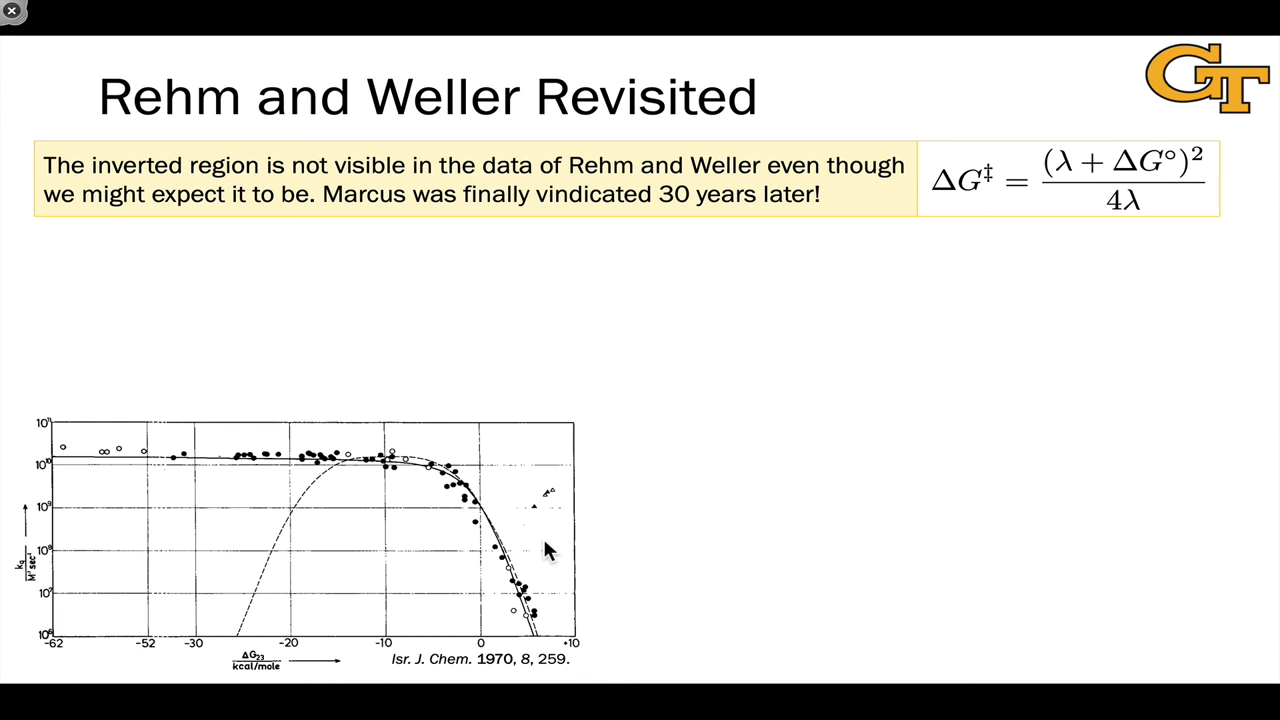 GT
Rehm and Weller Revisited
The inverted region is not visible in the data of Rehm and Weller even though
we might expect it to be. Marcus was finally vindicated 30 years later!
ΔG‡ = (λ + ΔG°)² / 4λ
10¹¹
10¹⁰
10⁹
10⁸
10⁷
10⁶
k_q
M⁻¹sec⁻¹
-62 -52 -30 -20 -10 0 +10
ΔG₂₃
kcal/mole
Isr. J. Chem. 1970, 8, 259.